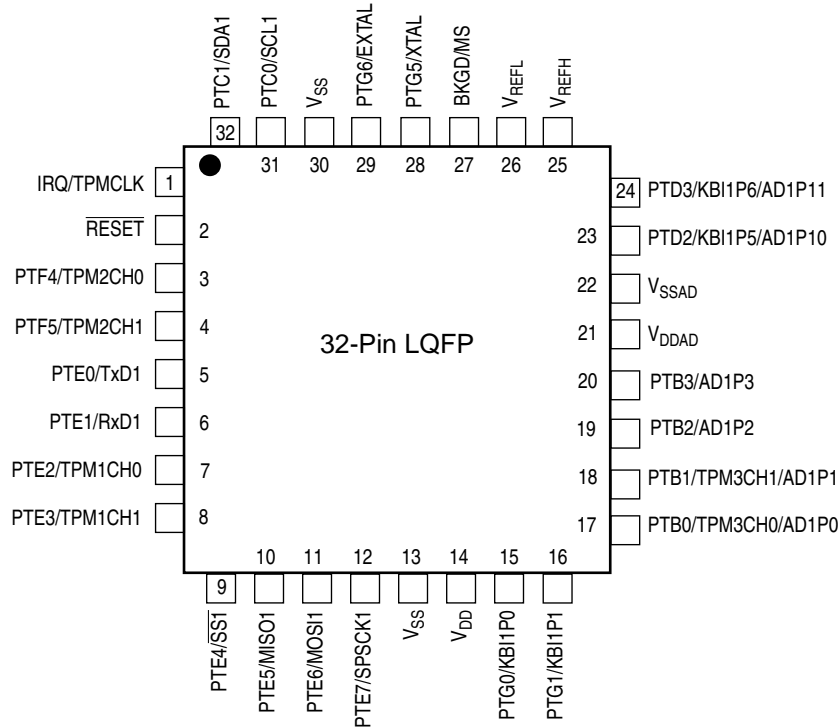 PTC1/SDA1
PTC0/SCL1
VSS
PTG6/EXTAL
PTG5/XTAL
BKGD/MS
VREFL
VREFH
32
31
30
29
28
27
26
25
IRQ/TPMCLK
1
RESET
2
PTF4/TPM2CH0
3
PTF5/TPM2CH1
4
PTE0/TxD1
5
PTE1/RxD1
6
PTE2/TPM1CH0
7
PTE3/TPM1CH1
8
32-Pin LQFP
24
PTD3/KBI1P6/AD1P11
23
PTD2/KBI1P5/AD1P10
22
VSSAD
21
VDDAD
20
PTB3/AD1P3
19
PTB2/AD1P2
18
PTB1/TPM3CH1/AD1P1
17
PTB0/TPM3CH0/AD1P0
9
10
11
12
13
14
15
16
PTE4/SS1
PTE5/MISO1
PTE6/MOSI1
PTE7/SPSCK1
VSS
VDD
PTG0/KBI1P0
PTG1/KBI1P1